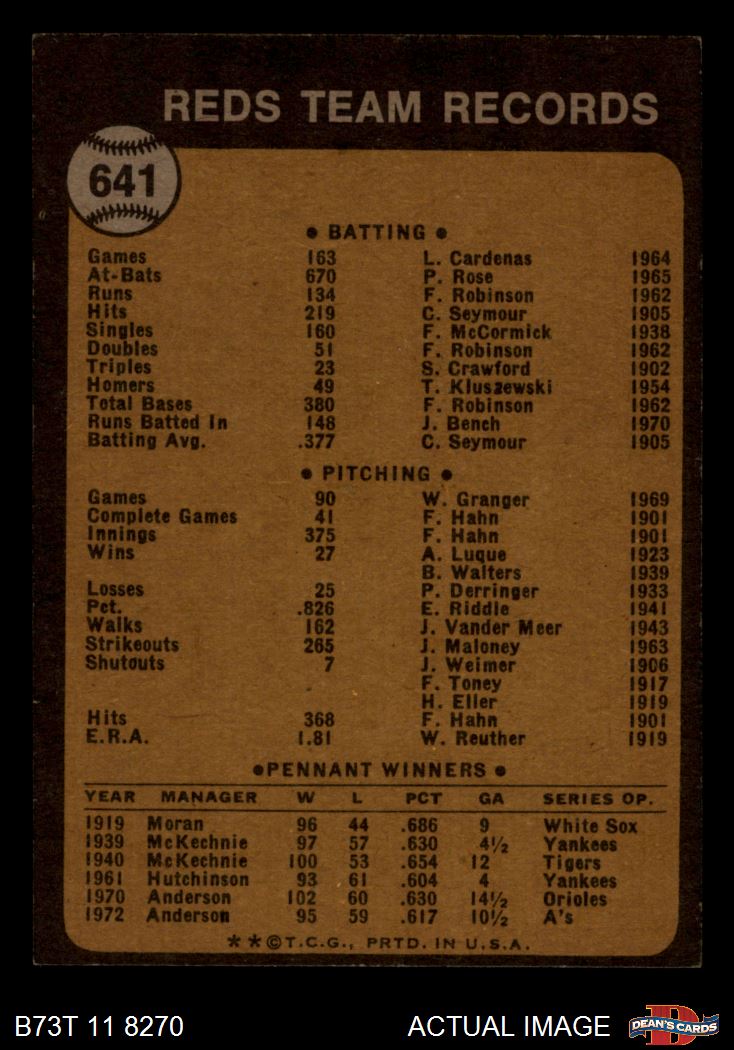 REDS TEAM RECORDS
641
• BATTING •
Games 163 L. Cardenas 1964
At-Bats 670 P. Rose 1965
Runs 134 F. Robinson 1962
Hits 219 C. Seymour 1905
Singles 160 F. McCormick 1938
Doubles 51 F. Robinson 1962
Triples 23 S. Crawford 1902
Homers 49 T. Kluszewski 1954
Total Bases 380 F. Robinson 1962
Runs Batted In 148 J. Bench 1970
Batting Avg. .377 C. Seymour 1905
• PITCHING •
Games 90 W. Granger 1969
Complete Games 41 F. Hahn 1901
Innings 375 F. Hahn 1901
Wins 27 A. Luque 1923
B. Walters 1939
Losses 25 P. Derringer 1933
Pct. .826 E. Riddle 1941
Walks 162 J. Vander Meer 1943
Strikeouts 265 J. Maloney 1963
Shutouts 7 J. Weimer 1906
F. Toney 1917
H. Eller 1919
Hits 368 F. Hahn 1901
E.R.A. 1.81 W. Reuther 1919
•PENNANT WINNERS •
YEAR MANAGER W L PCT GA SERIES OP.
1919 Moran 96 44 .686 9 White Sox
1939 McKechnie 97 57 .630 4½ Yankees
1940 McKechnie 100 53 .654 12 Tigers
1961 Hutchinson 93 61 .604 4 Yankees
1970 Anderson 102 60 .630 14½ Orioles
1972 Anderson 95 59 .617 10½ A's
**©T.C.G., PRTD. IN U.S.A.
B73T 11 8270 ACTUAL IMAGE D DEAN'S CARDS